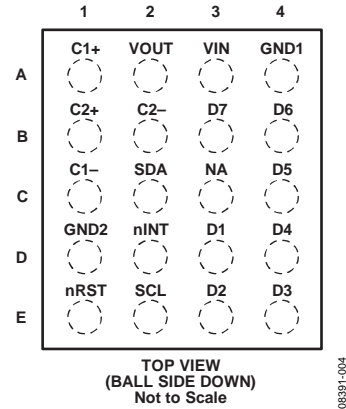 1 2 3 4
C1+ VOUT VIN GND1
A
C2+ C2– D7 D6
B
C1– SDA NA D5
C
GND2 nINT D1 D4
D
nRST SCL D2 D3
E
TOP VIEW
(BALL SIDE DOWN)
Not to Scale
08391-004